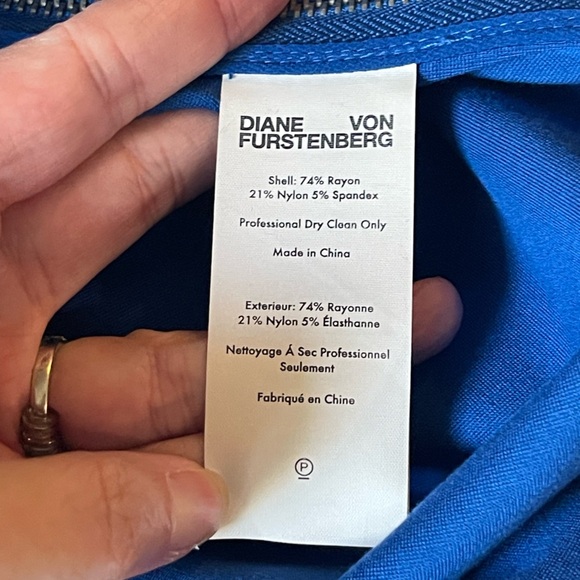 DIANE VON
FURSTENBERG
Shell: 74% Rayon
21% Nylon 5% Spandex
Professional Dry Clean Only
Made in China
Exterieur: 74% Rayonne
21% Nylon 5% Élasthanne
Nettoyage Á Sec Professionnel
Seulement
Fabriqué en Chine
P